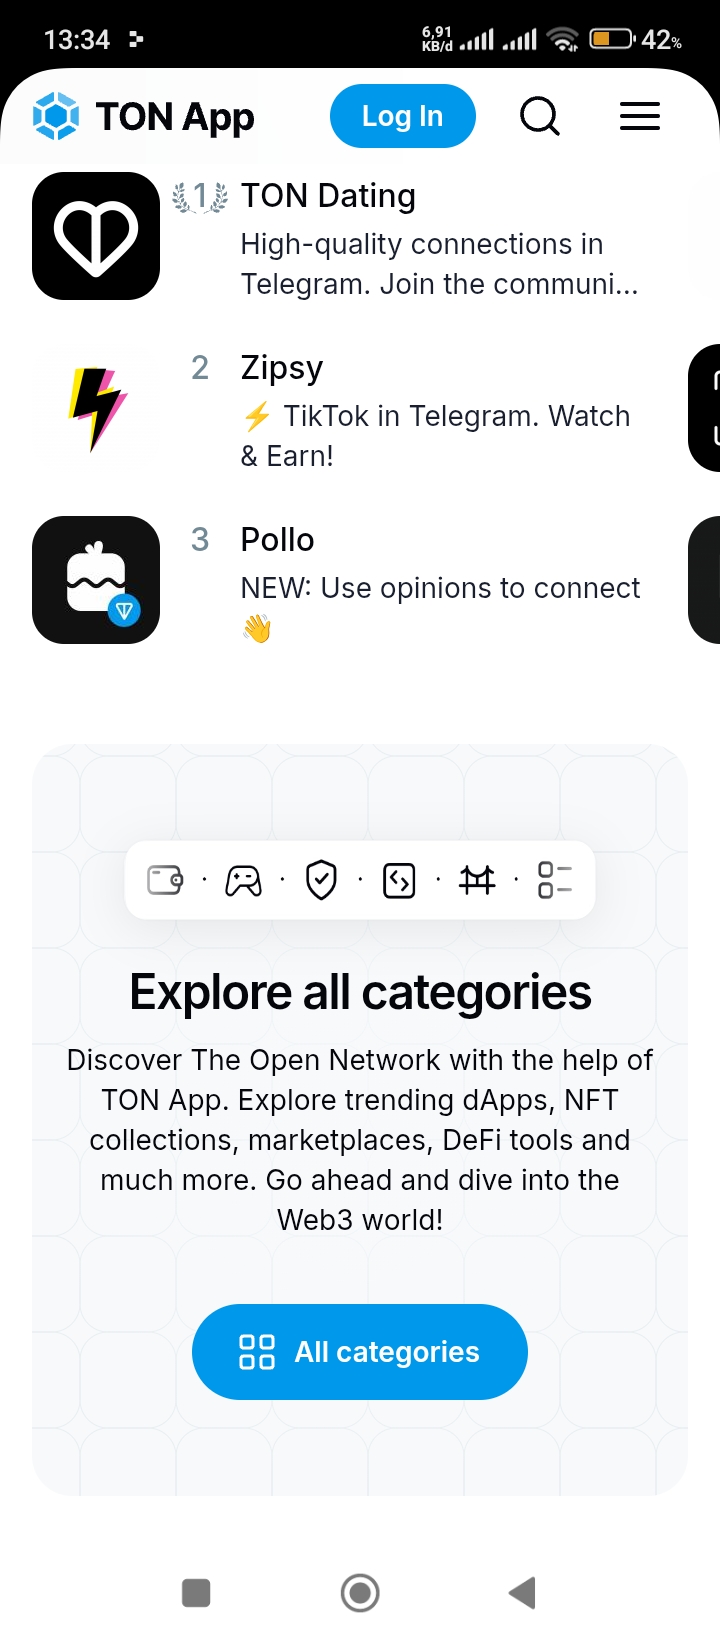 13:34
6,91 KB/d
42%
TON App
Log In
1 TON Dating
High-quality connections in
Telegram. Join the communi...
2 Zipsy
⚡ TikTok in Telegram. Watch
& Earn!
3 Pollo
NEW: Use opinions to connect
👋
Explore all categories
Discover The Open Network with the help of
TON App. Explore trending dApps, NFT
collections, marketplaces, DeFi tools and
much more. Go ahead and dive into the
Web3 world!
All categories